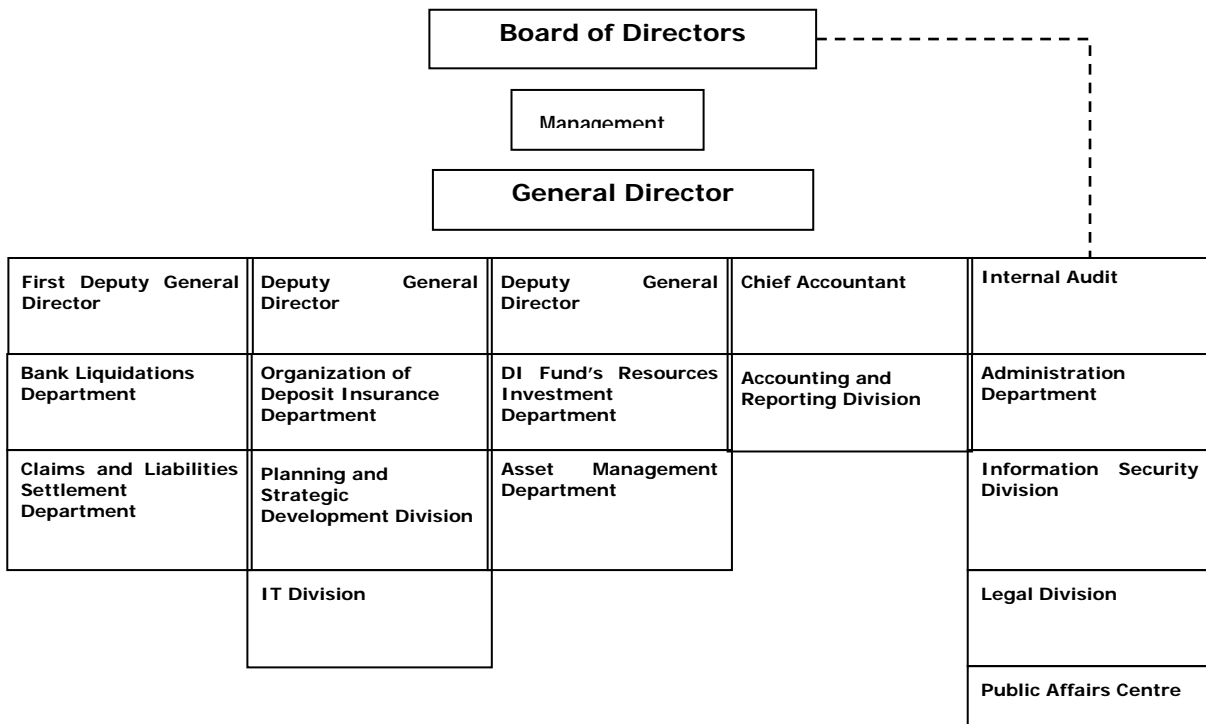 Board of Directors
Management
General Director
First Deputy General
Director
Deputy General
Director
Deputy General
Director
Chief Accountant
Internal Audit
Bank Liquidations
Department
Organization of
Deposit Insurance
Department
DI Fund's Resources
Investment
Department
Accounting and
Reporting Division
Administration
Department
Claims and Liabilities
Settlement
Department
Planning and
Strategic
Development Division
Asset Management
Department
Information Security
Division
IT Division
Legal Division
Public Affairs Centre